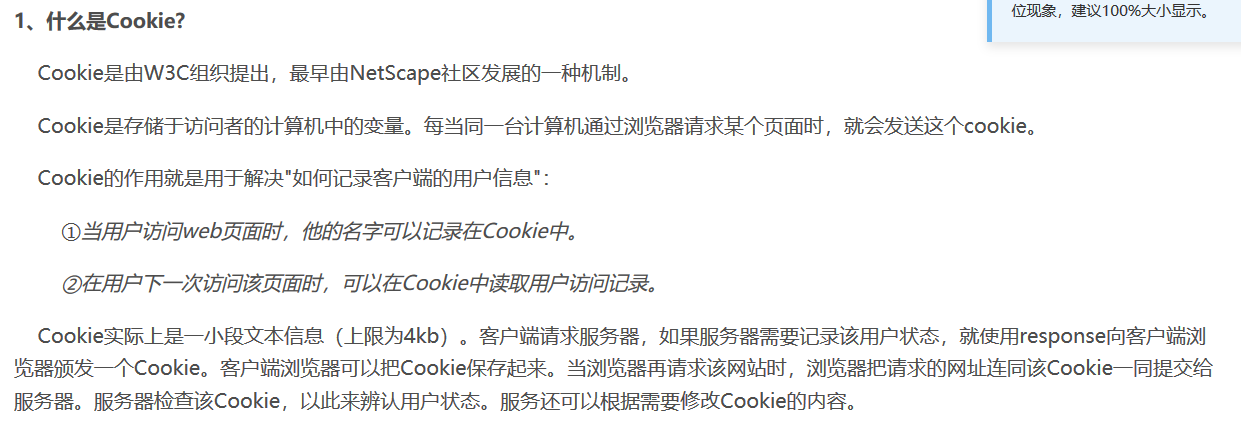 1、什么是Cookie?
位现象，建议100%大小显示。
Cookie是由W3C组织提出，最早由NetScape社区发展的一种机制。
Cookie是存储于访问者的计算机中的变量。每当同一台计算机通过浏览器请求某个页面时，就会发送这个cookie。
Cookie的作用就是用于解决"如何记录客户端的用户信息"：
①当用户访问web页面时，他的名字可以记录在Cookie中。
②在用户下一次访问该页面时，可以在Cookie中读取用户访问记录。
Cookie实际上是一小段文本信息（上限为4kb）。客户端请求服务器，如果服务器需要记录该用户状态，就使用response向客户端浏
览器颁发一个Cookie。客户端浏览器可以把Cookie保存起来。当浏览器再请求该网站时，浏览器把请求的网址连同该Cookie一同提交给
服务器。服务器检查该Cookie，以此来辨认用户状态。服务还可以根据需要修改Cookie的内容。